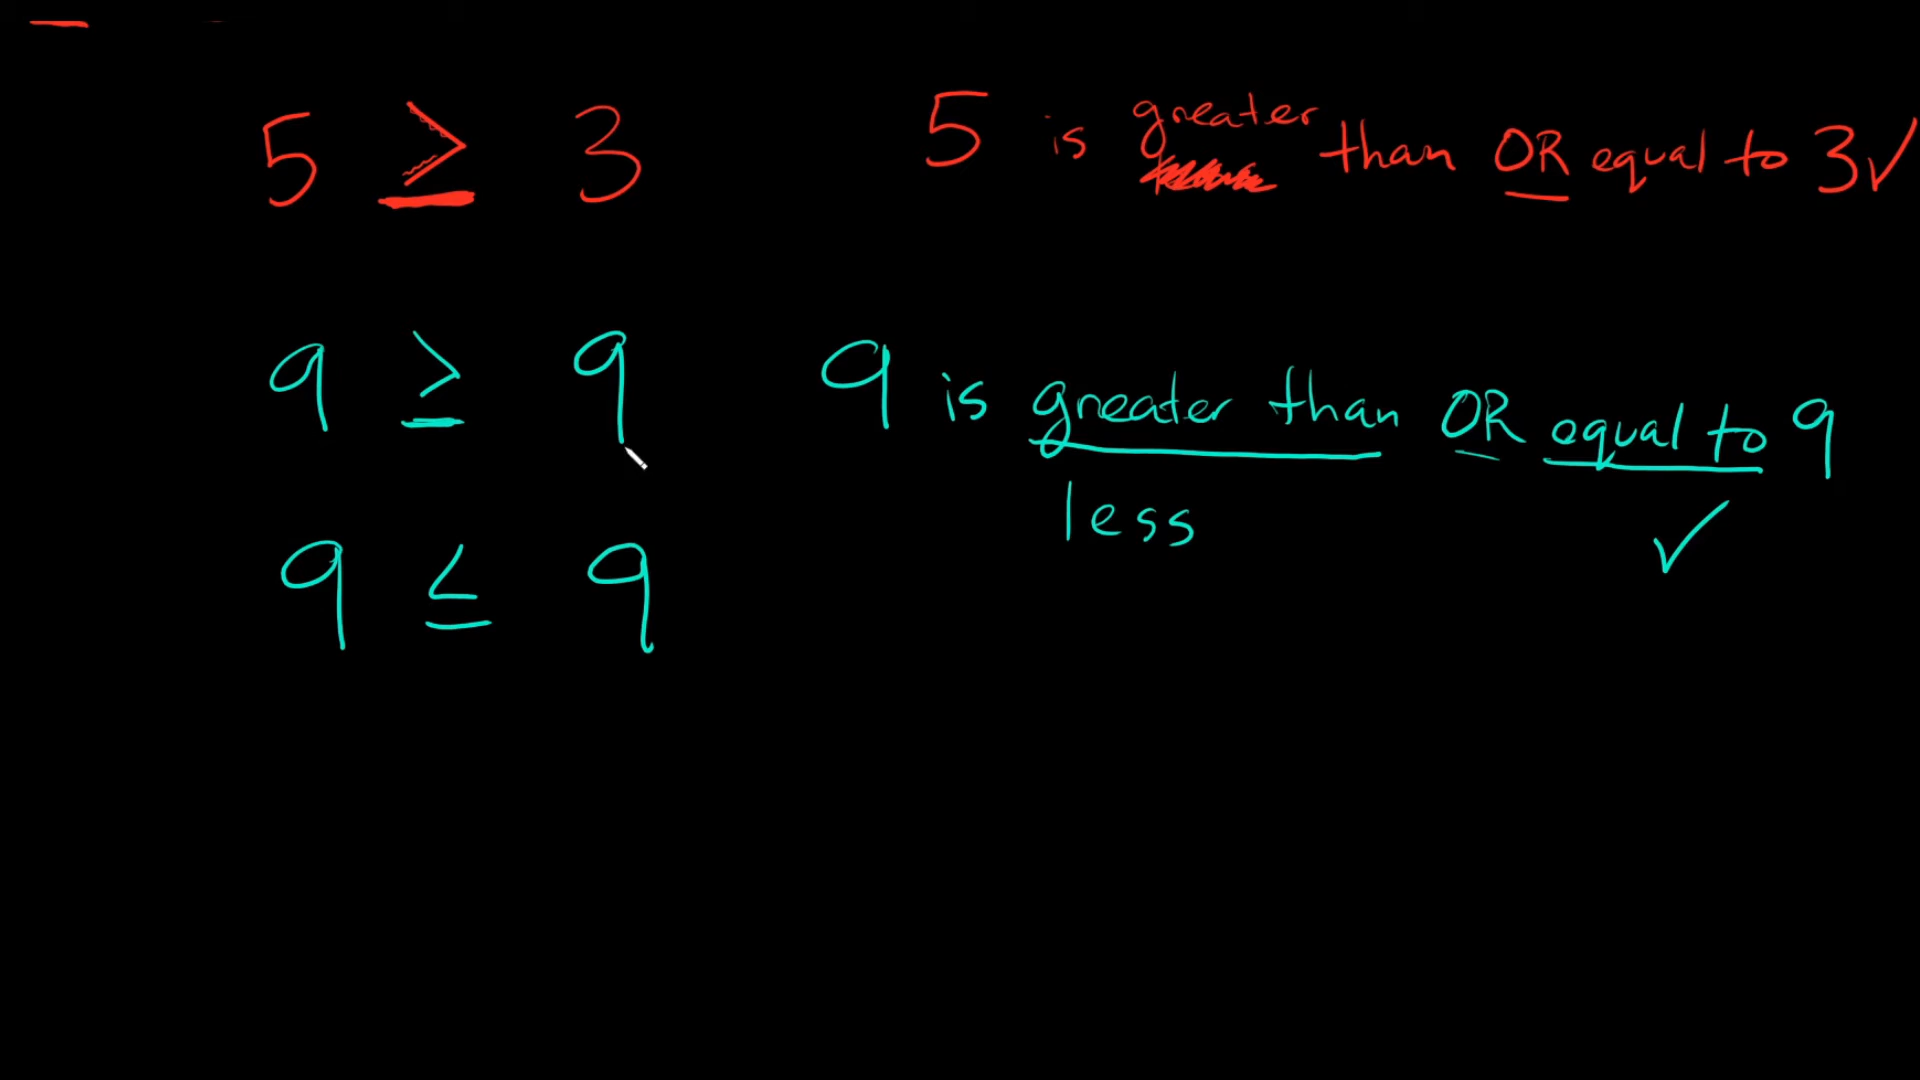 5 ≥ 3 5 is greater than OR equal to 3✓
9 ≥ 9 9 is greater than OR equal to 9
less ✓
9 ≤ 9